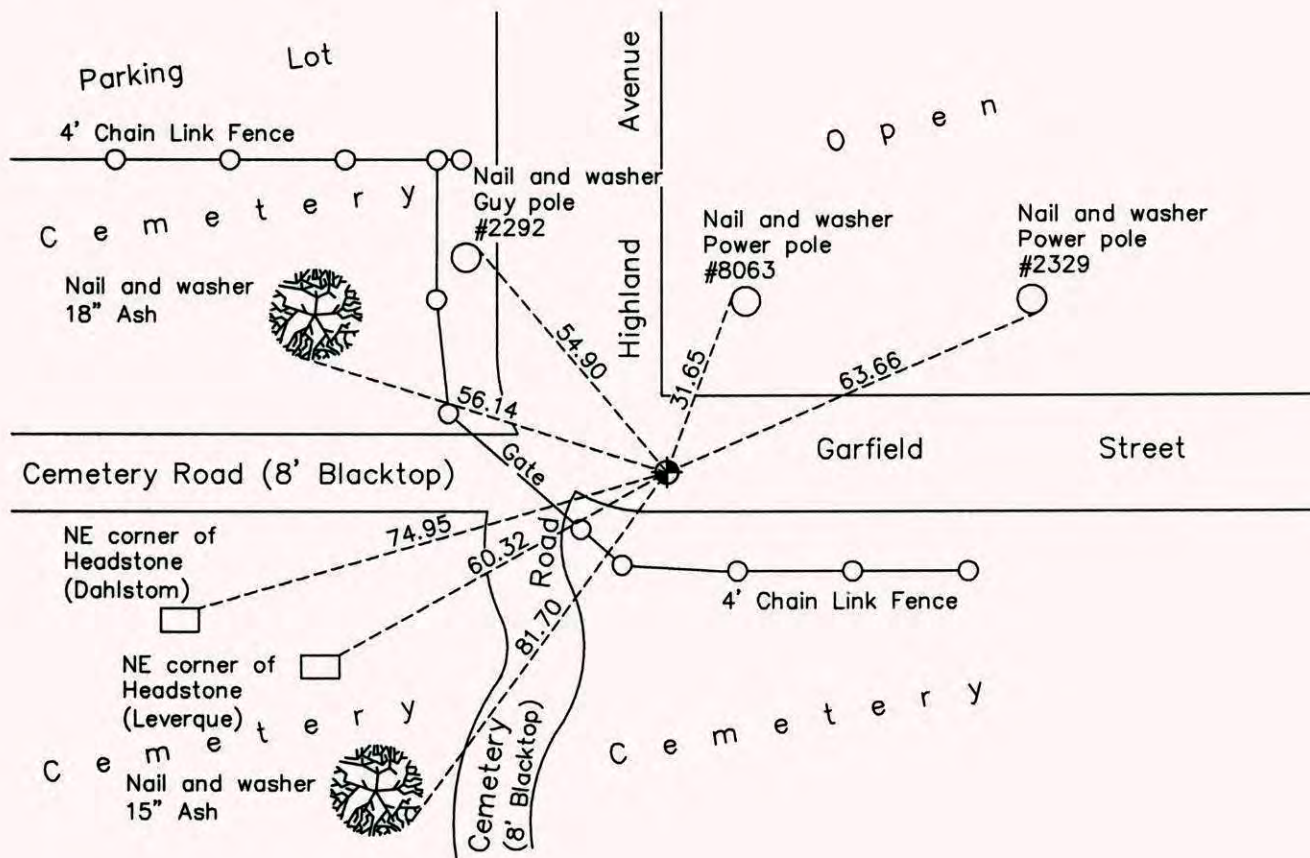 Parking Lot
4' Chain Link Fence
Cemetery
Nail and washer
Guy pole
#2292
Highland Avenue
Open
Nail and washer
Power pole
#8063
Nail and washer
Power pole
#2329
Nail and washer
18" Ash
54.90
31.65
63.66
56.14
Gate
Garfield Street
Cemetery Road (8' Blacktop)
NE corner of
Headstone
(Dahlstom)
74.95
60.32
81.70
4' Chain Link Fence
NE corner of
Headstone
(Leverque)
Cemetery
Nail and washer
15" Ash
Cemetery Road
(8' Blacktop)
Cemetery